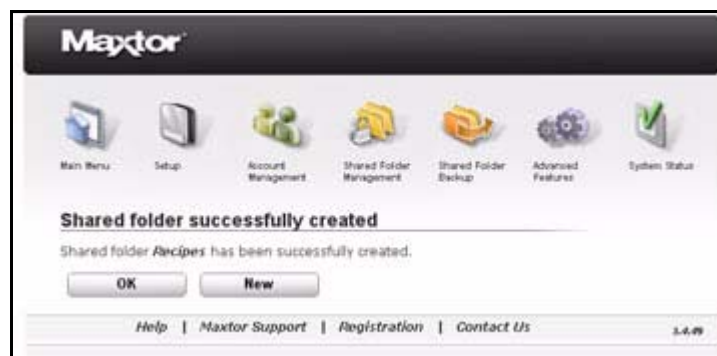 Maxtor
Main Menu
Setup
Account Management
Shared Folder Management
Shared Folder Backup
Advanced Features
System Status
Shared folder successfully created
Shared folder Recipes has been successfully created.
OK New
Help | Maxtor Support | Registration | Contact Us